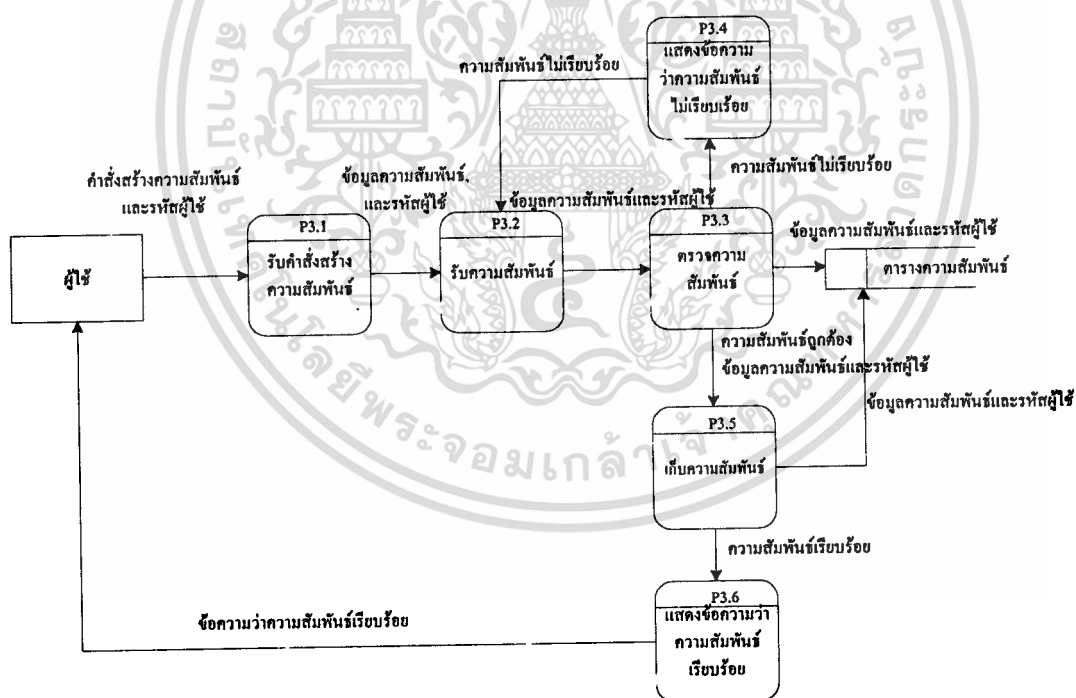 P3.4
แสดงข้อความ
ว่าความสัมพันธ์
ไม่เรียบเร้อย
ความสัมพันธ์ไม่เรียบร้อย
ความสัมพันธ์ไม่เรียบร้อย
คำสั่งสร้างความสัมพันธ์
และรหัสผู้ใช้
ข้อมูลความสัมพันธ์,
และรหัสผู้ใช้
ข้อมูลความสัมพันธ์และรหัสผู้ใช้
ข้อมูลความสัมพันธ์และรหัสผู้ใช้
ผู้ใช้
P3.1
รับคำสั่งสร้าง
ความสัมพันธ์
P3.2
รับความสัมพันธ์
P3.3
ตรวจความ
สัมพันธ์
ตารางความสัมพันธ์
ความสัมพันธ์ถูกต้อง
ข้อมูลความสัมพันธ์และรหัสผู้ใช้
ข้อมูลความสัมพันธ์และรหัสผู้ใช้
P3.5
เก็บความสัมพันธ์
ความสัมพันธ์เรียบร้อย
P3.6
แสดงข้อความว่า
ความสัมพันธ์
เรียบร้อย
ข้อความว่าความสัมพันธ์เรียบร้อย